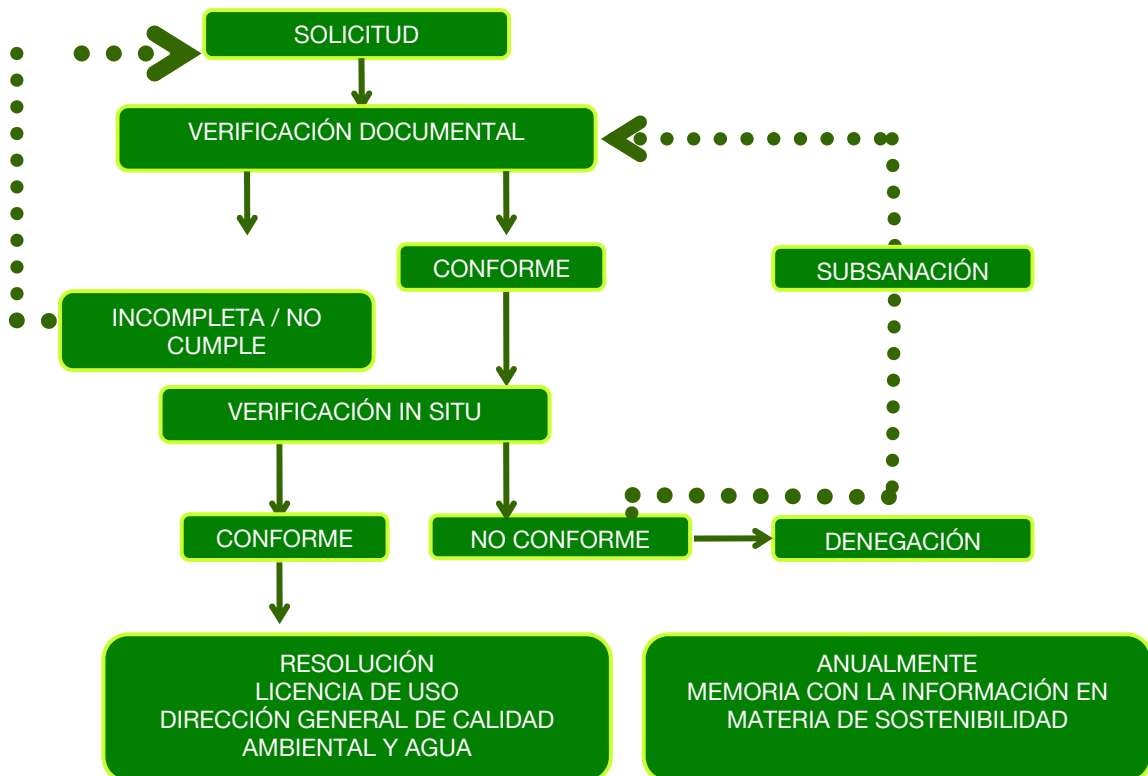 SOLICITUD
VERIFICACIÓN DOCUMENTAL
CONFORME
SUBSANACIÓN
INCOMPLETA / NO
CUMPLE
VERIFICACIÓN IN SITU
CONFORME
NO CONFORME
DENEGACIÓN
RESOLUCIÓN
LICENCIA DE USO
DIRECCIÓN GENERAL DE CALIDAD
AMBIENTAL Y AGUA
ANUALMENTE
MEMORIA CON LA INFORMACIÓN EN
MATERIA DE SOSTENIBILIDAD